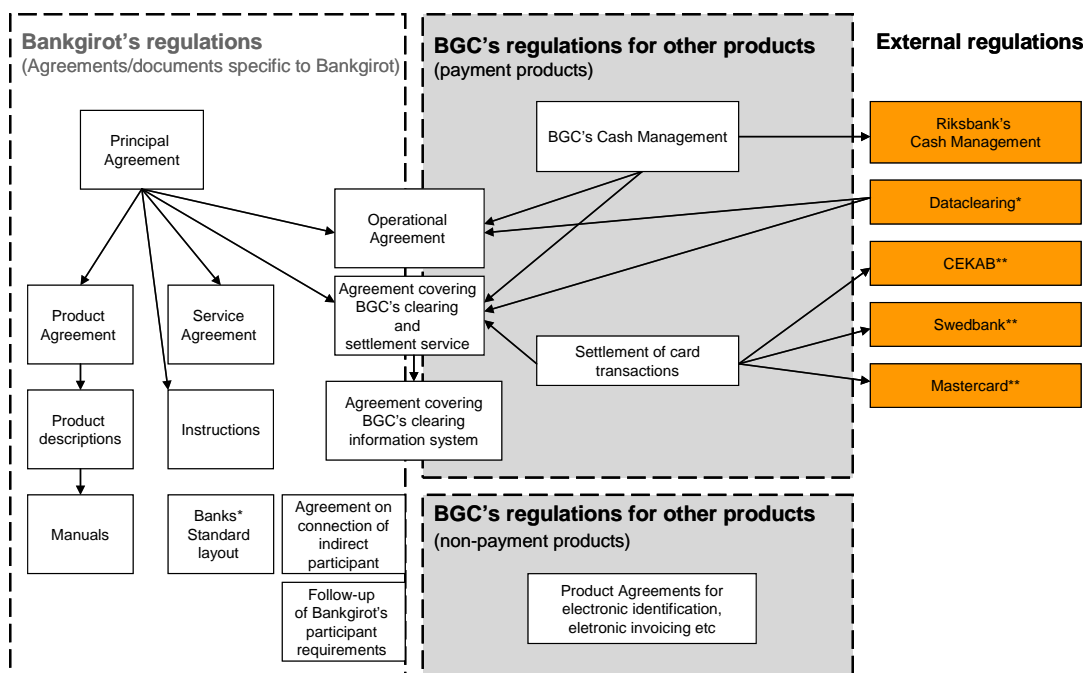 Bankgirot’s regulations
(Agreements/documents specific to Bankgirot)
Principal
Agreement
Operational
Agreement
Agreement covering
BGC’s clearing
and
settlement service
Product
Agreement
Service
Agreement
Agreement covering
BGC’s clearing
information system
Product
descriptions
Instructions
Manuals
Banks*
Standard
layout
Agreement on
connection of
indirect
participant
Follow-up
of Bankgirot’s
participant
requirements
BGC’s regulations for other products
(payment products)
BGC’s Cash Management
Settlement of card
transactions
BGC’s regulations for other products
(non-payment products)
Product Agreements for
electronic identification,
eletronic invoicing etc
External regulations
Riksbank’s
Cash Management
Dataclearing*
CEKAB**
Swedbank**
Mastercard**